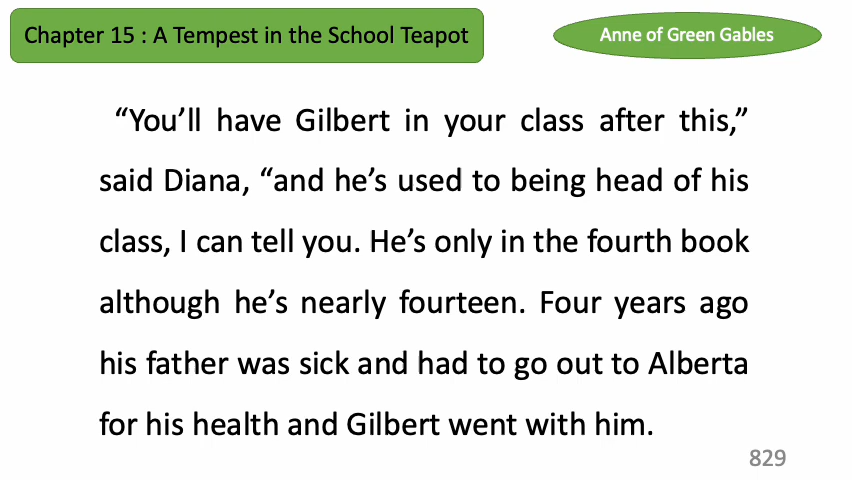 Chapter 15 : A Tempest in the School Teapot
Anne of Green Gables
“You’ll have Gilbert in your class after this,”
said Diana, “and he’s used to being head of his
class, I can tell you. He’s only in the fourth book
although he’s nearly fourteen. Four years ago
his father was sick and had to go out to Alberta
for his health and Gilbert went with him.
829